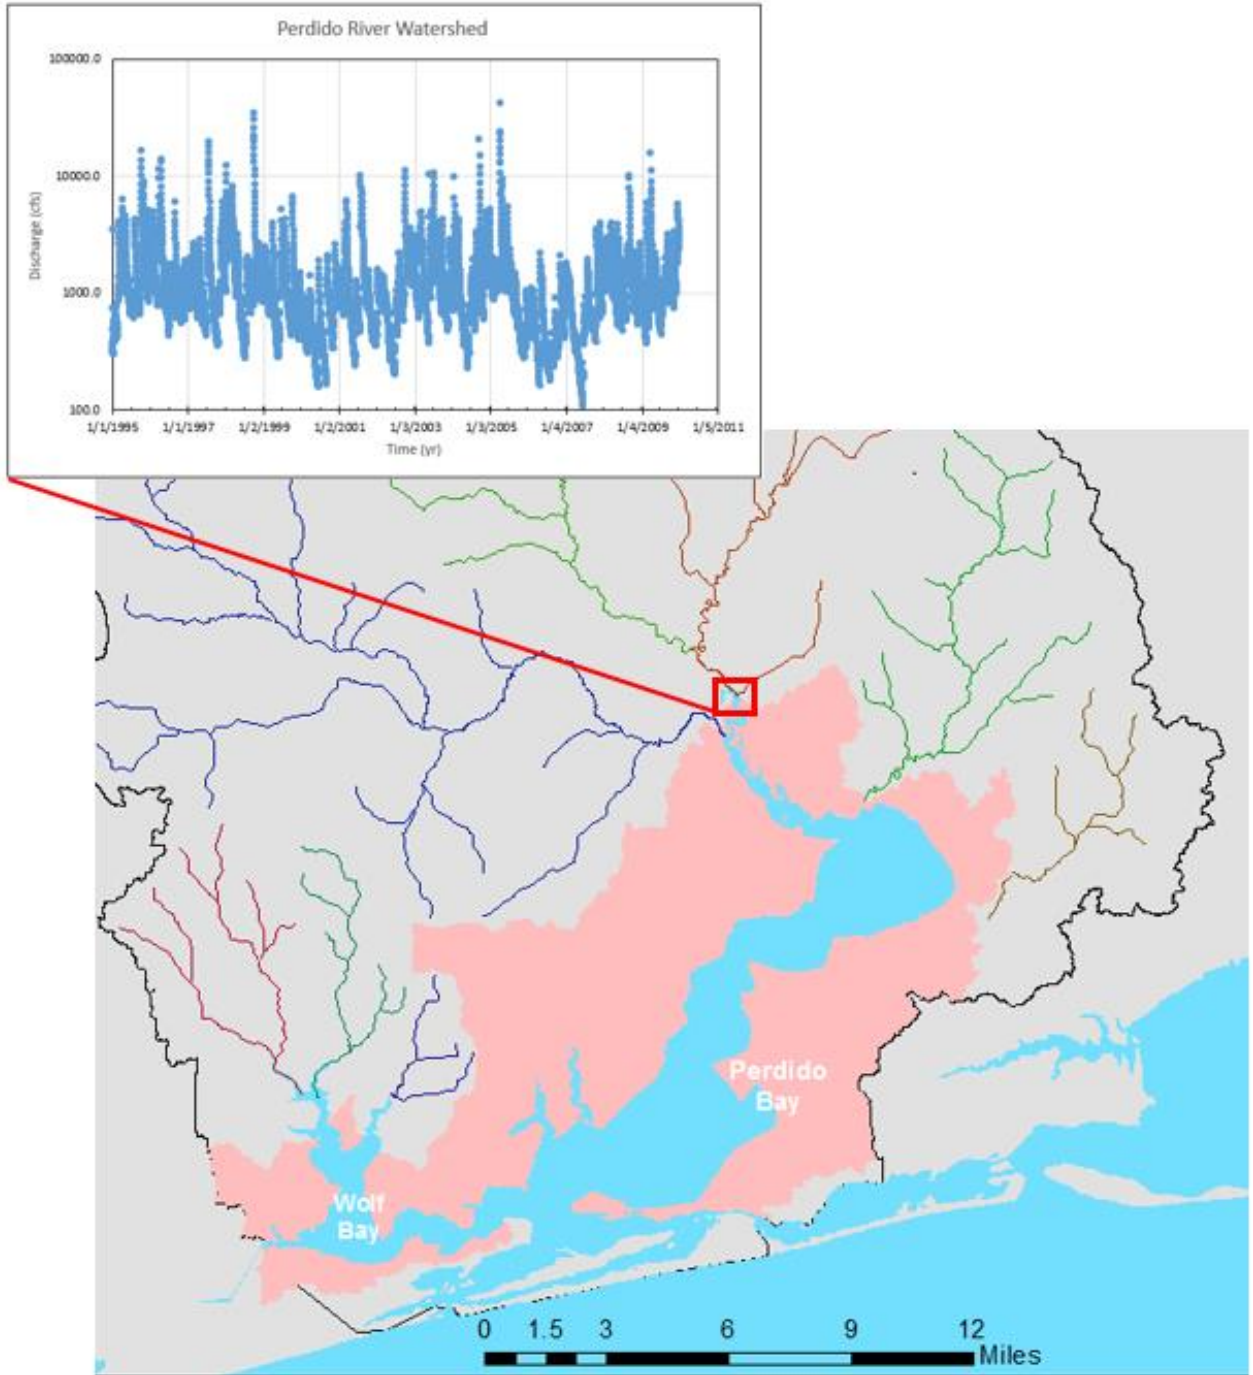 Perdido River Watershed
100000.0
10000.0
1000.0
100.0
Discharge (cfs)
1/1/1995 1/1/1997 1/2/1999 1/2/2001 1/3/2003 1/3/2005 1/4/2007 1/4/2009 1/5/2011
Time (yr)
Perdido
Bay
Wolf
Bay
0 1.5 3 6 9 12
Miles